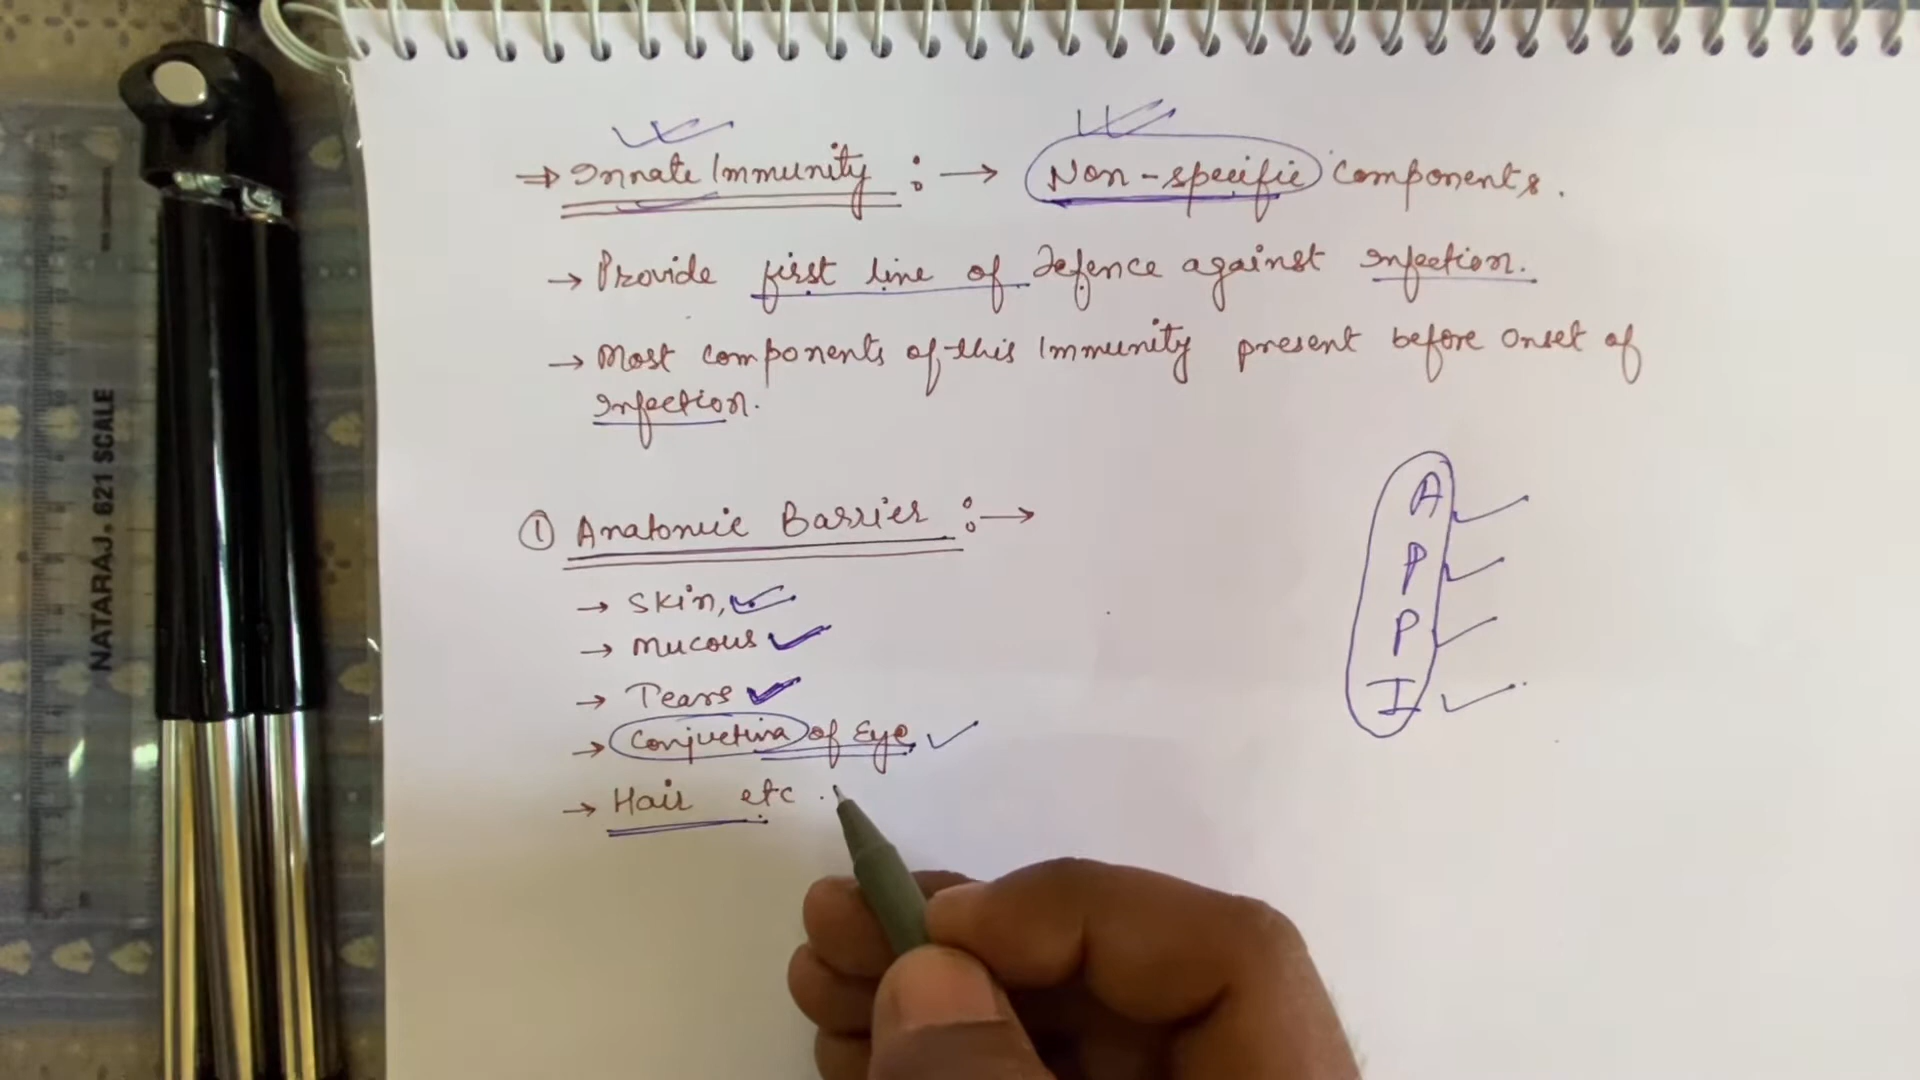 ⇒ Innate Immunity : → Non-specific components.
→ Provide first line of Defence against Infection.
→ Most components of this Immunity present before Onset of
Infection.
① Anatomic Barrier : →
→ Skin,
→ Mucous
→ Tears
→ Conjuctiva of Eye
→ Hair etc .
A
P
P
I
NATARAJ. 621 SCALE